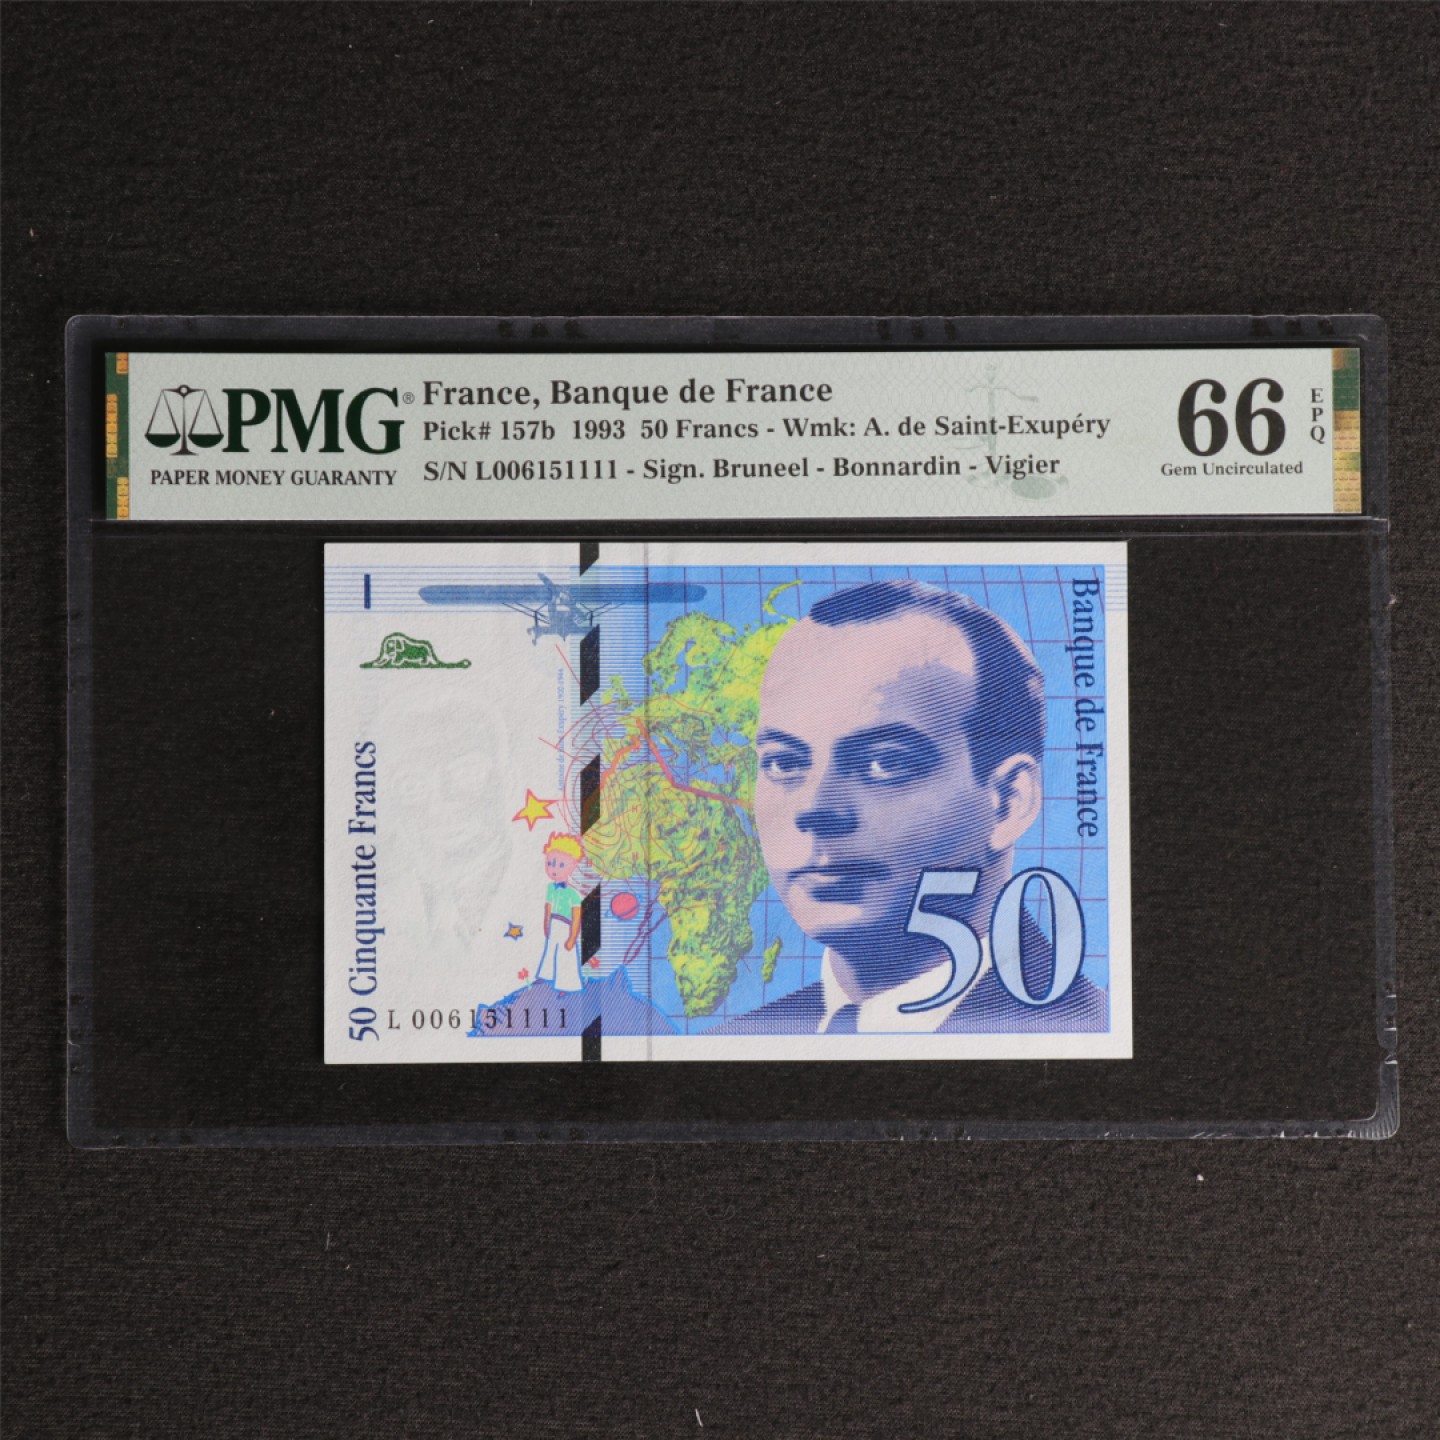 PMG®
PAPER MONEY GUARANTY
France, Banque de France
Pick# 157b 1993 50 Francs - Wmk: A. de Saint-Exupéry
S/N L006151111 - Sign. Bruneel - Bonnardin - Vigier
66
EPQ
Gem Uncirculated
Banque de France
50 Cinquante Francs
L 006151111
50